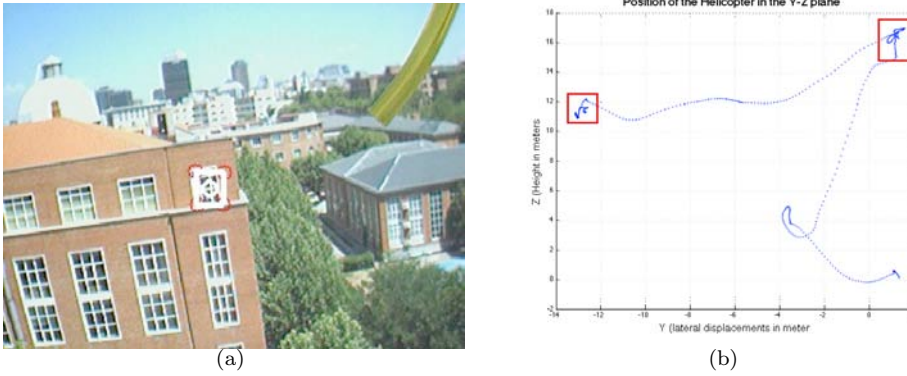 Position of the Helicopter in the Y-Z plane
18
16
14
12
10
8
6
4
2
0
-2
Z (Height in meters
-14 -12 -10 -8 -6 -4 -2 0
Y (lateral displacements in meter
(a) (b)